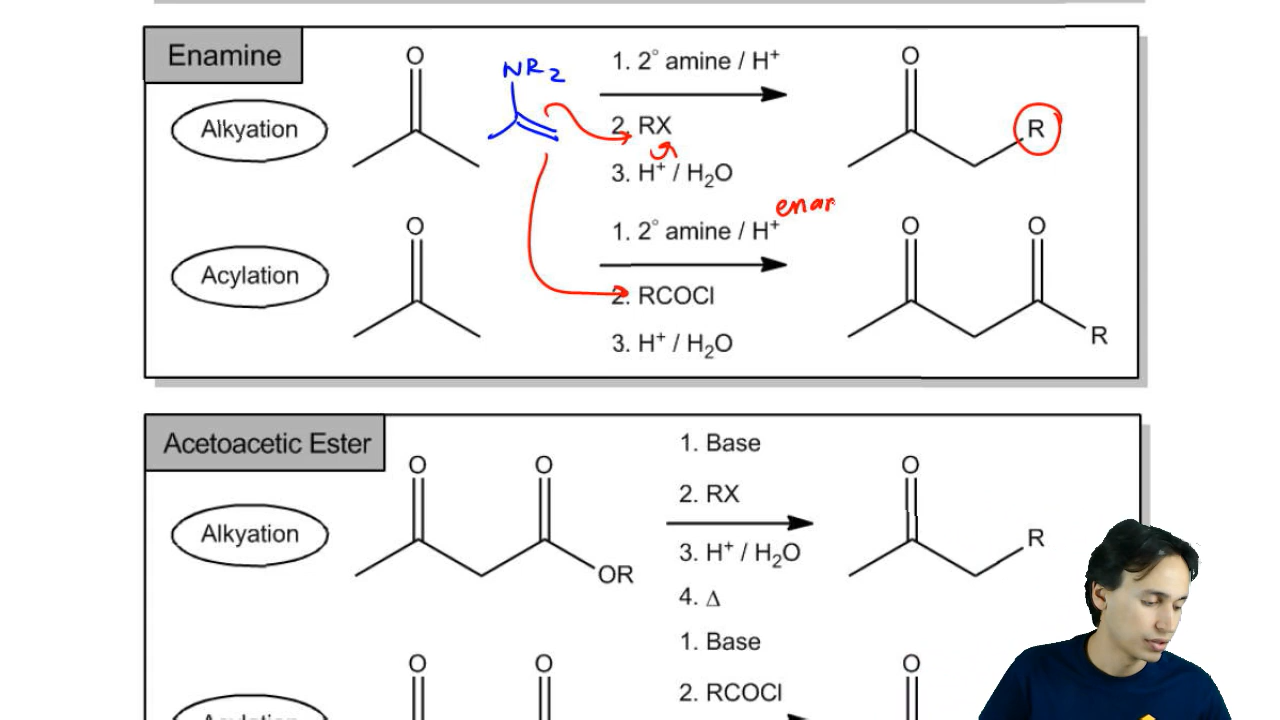 Enamine
O
NR2
1. 2° amine / H+
O
Alkyation
2. RX
R
3. H+ / H2O
enar
O
1. 2° amine / H+
O
O
Acylation
2. RCOCl
3. H+ / H2O
R
Acetoacetic Ester
1. Base
O
O
O
2. RX
Alkyation
3. H+ / H2O
R
OR
4. Δ
1. Base
O
O
O
2. RCOCl